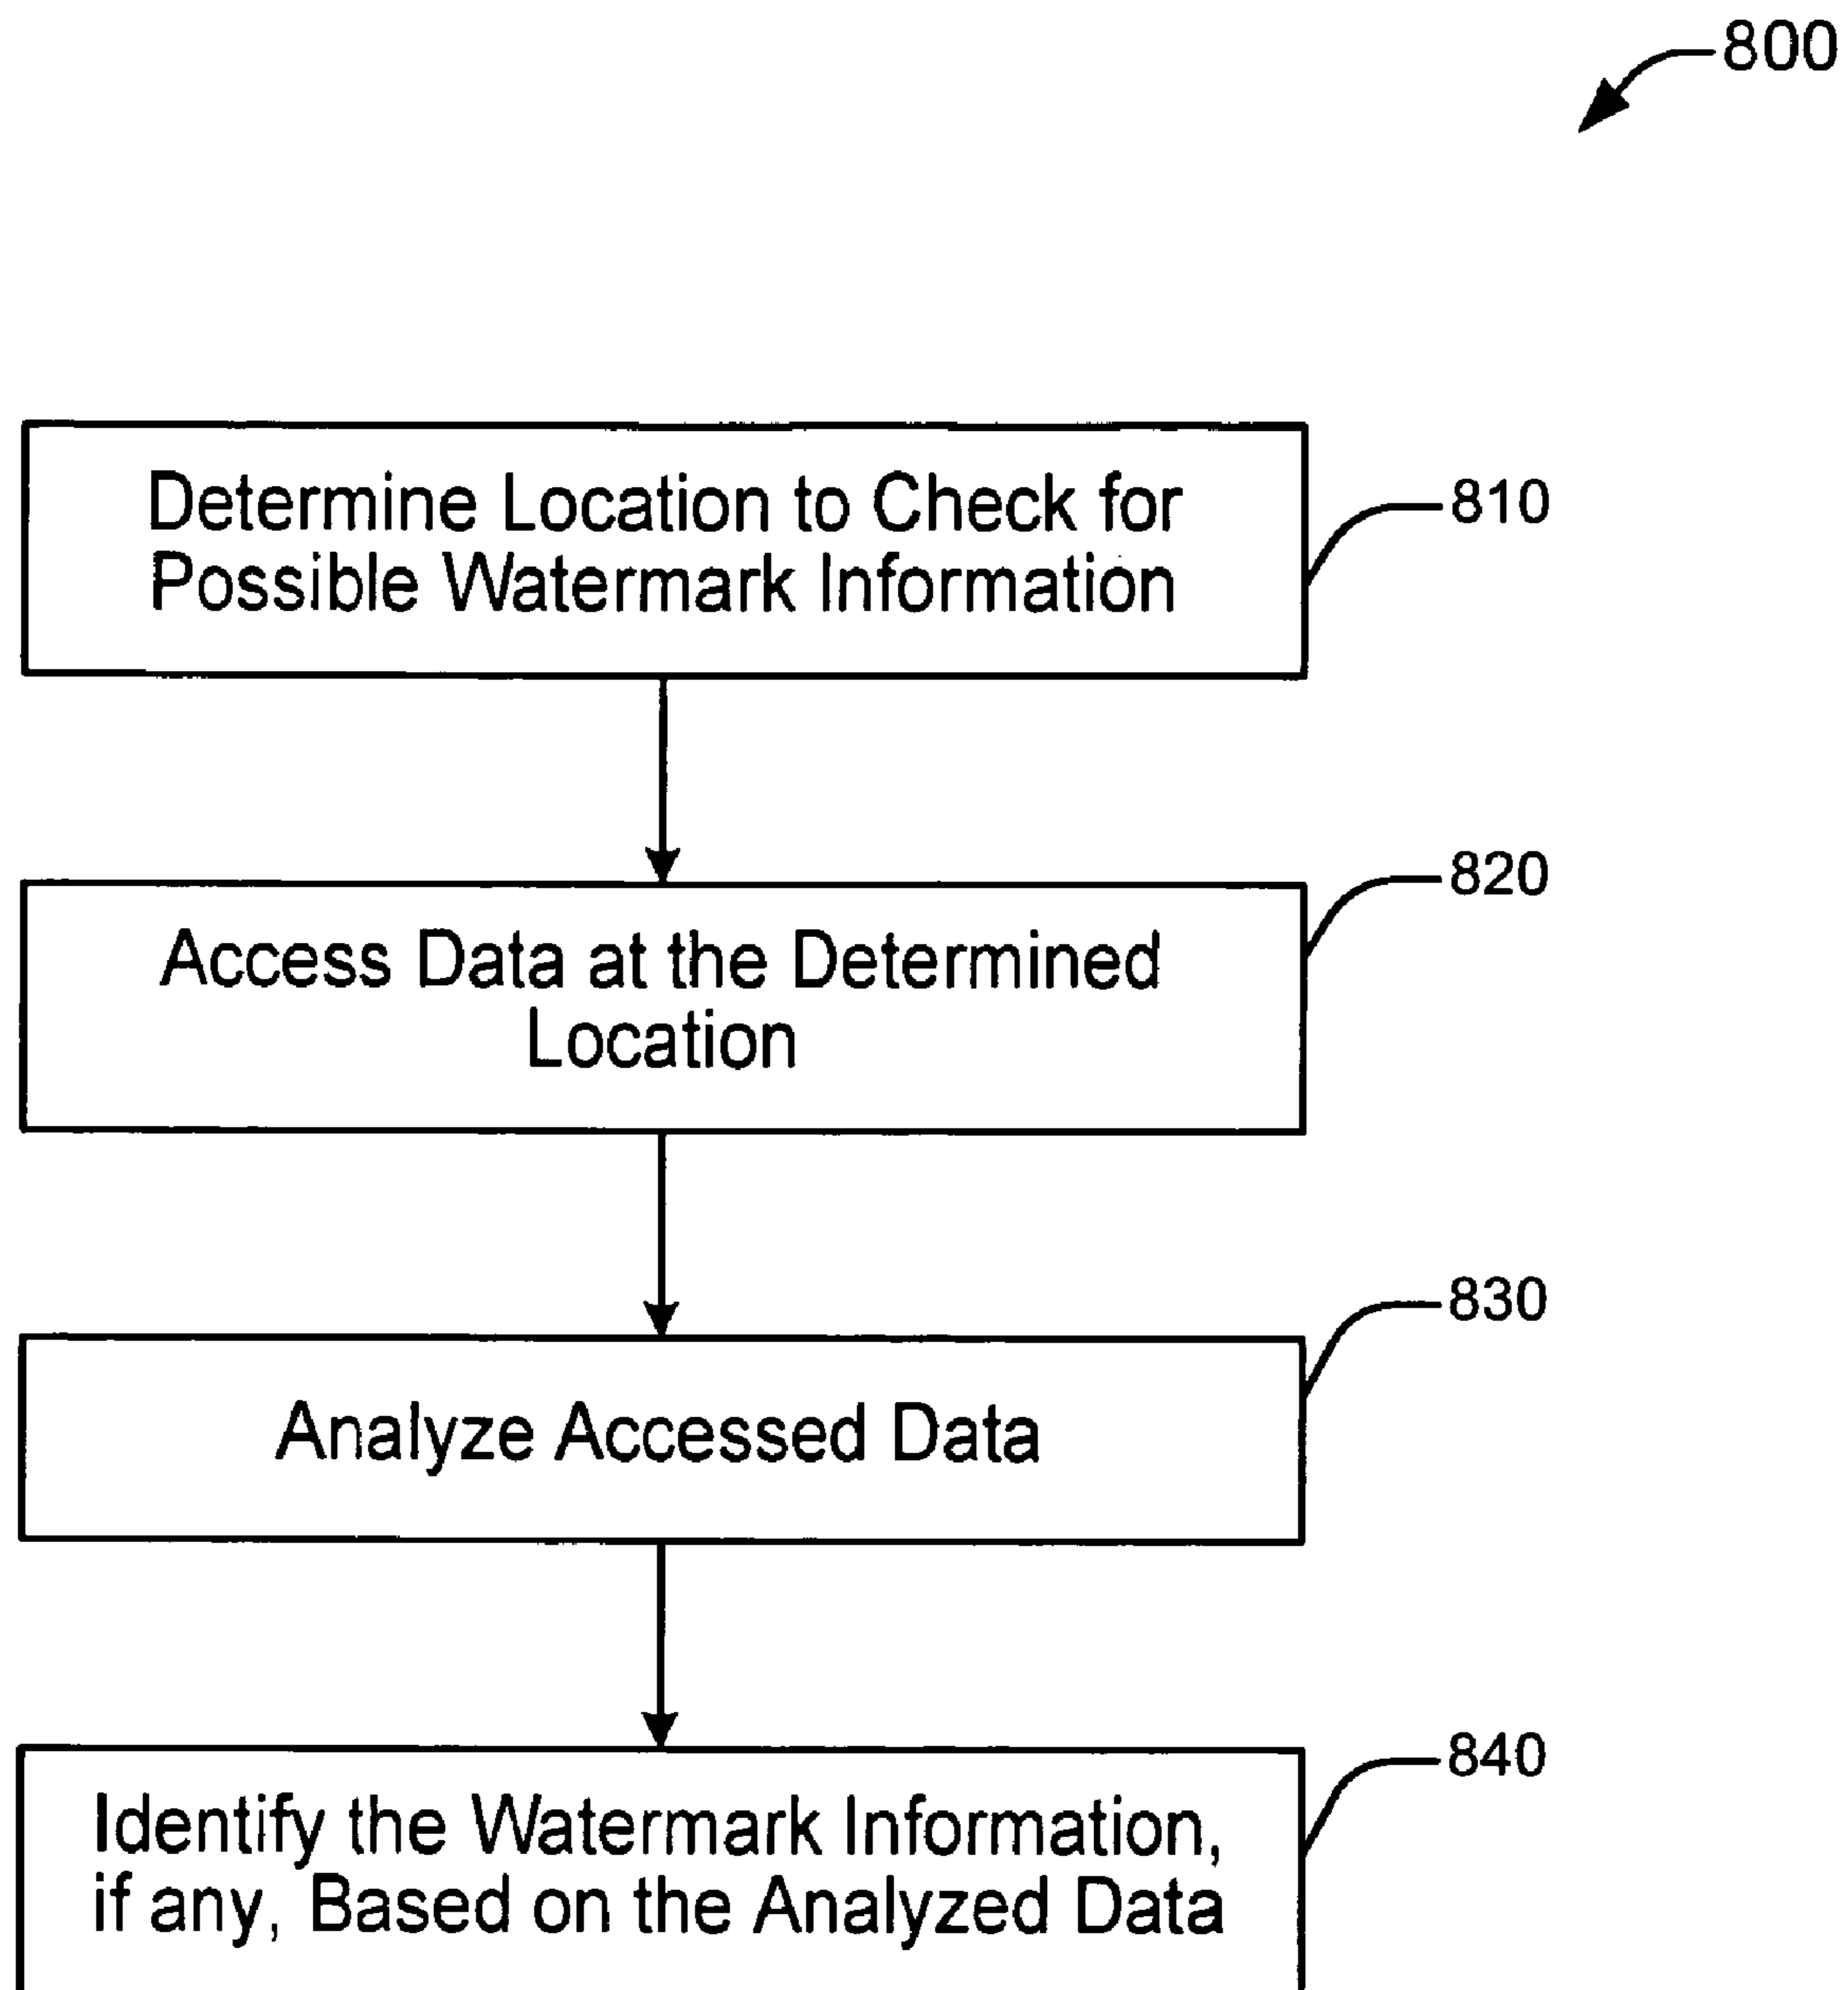 800
Determine Location to Check for
Possible Watermark Information
810
Access Data at the Determined
Location
820
Analyze Accessed Data
830
Identify the Watermark Information,
if any, Based on the Analyzed Data
840